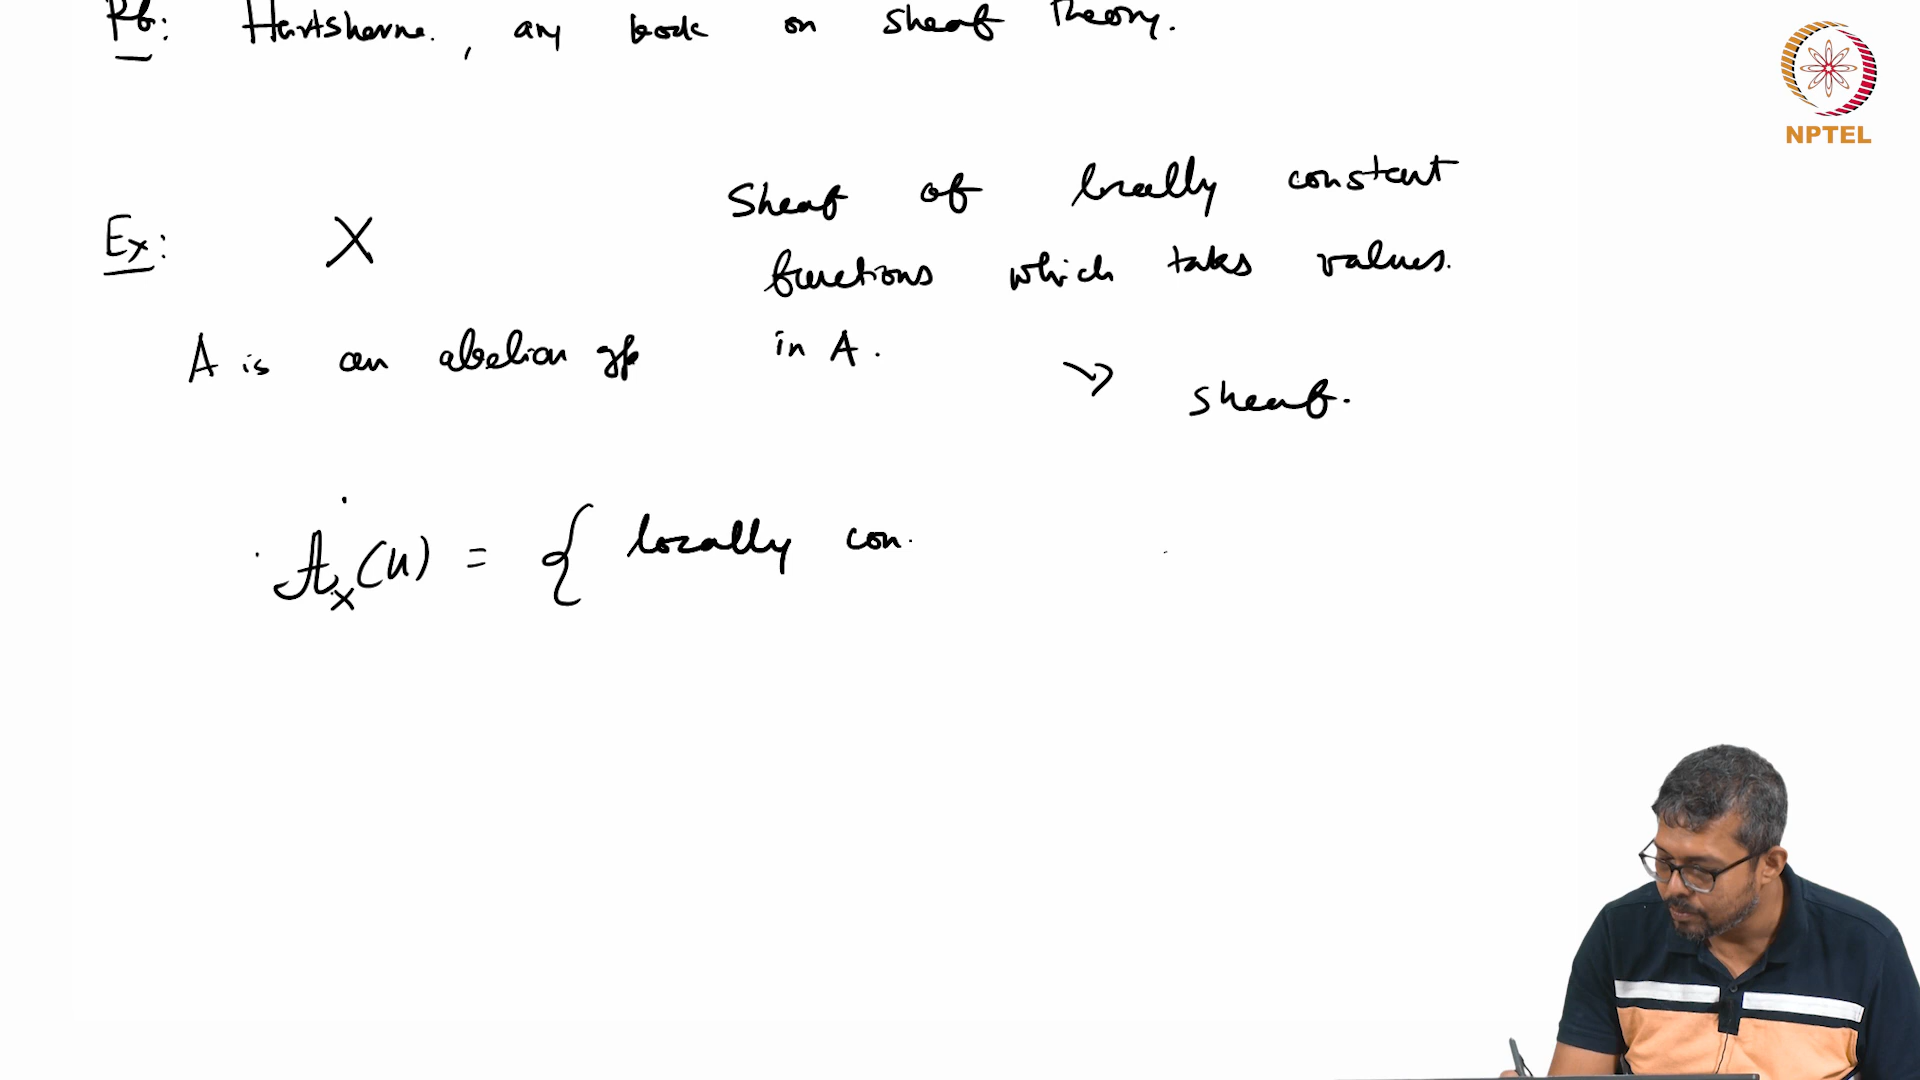 Pf: Hartshorne. , any book on sheaf theory.
Ex: X
Sheaf of locally constant
functions which takes values.
A is an abelian gp
in A.
sheaf.
A_X(U) = { locally con.
NPTEL